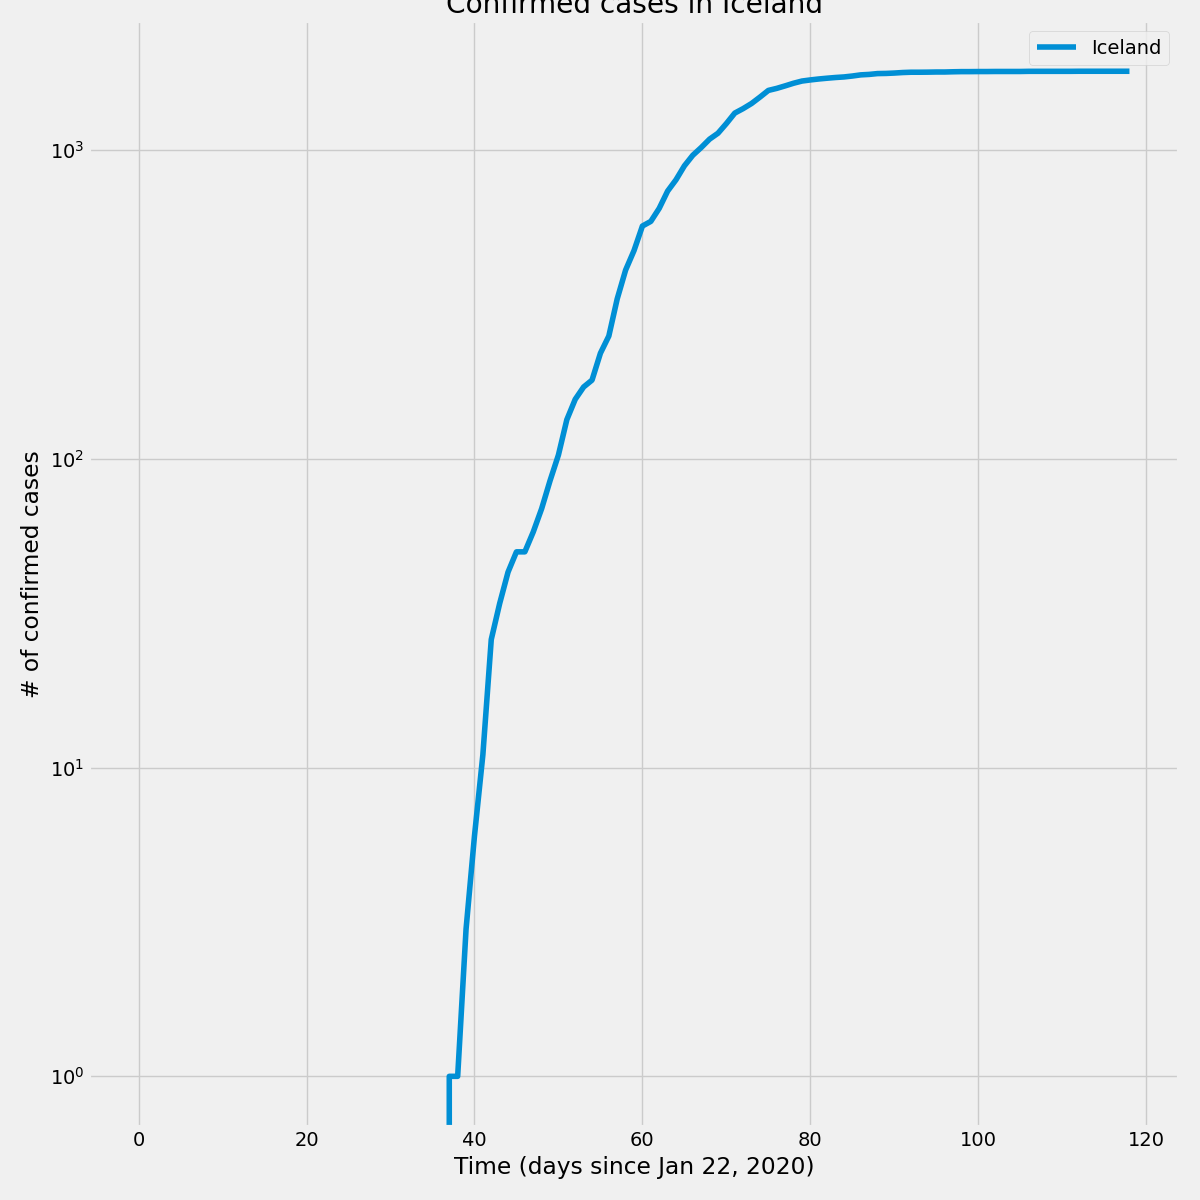 Confirmed cases in Iceland
Iceland
10³
10²
10¹
10⁰
# of confirmed cases
0 20 40 60 80 100 120
Time (days since Jan 22, 2020)